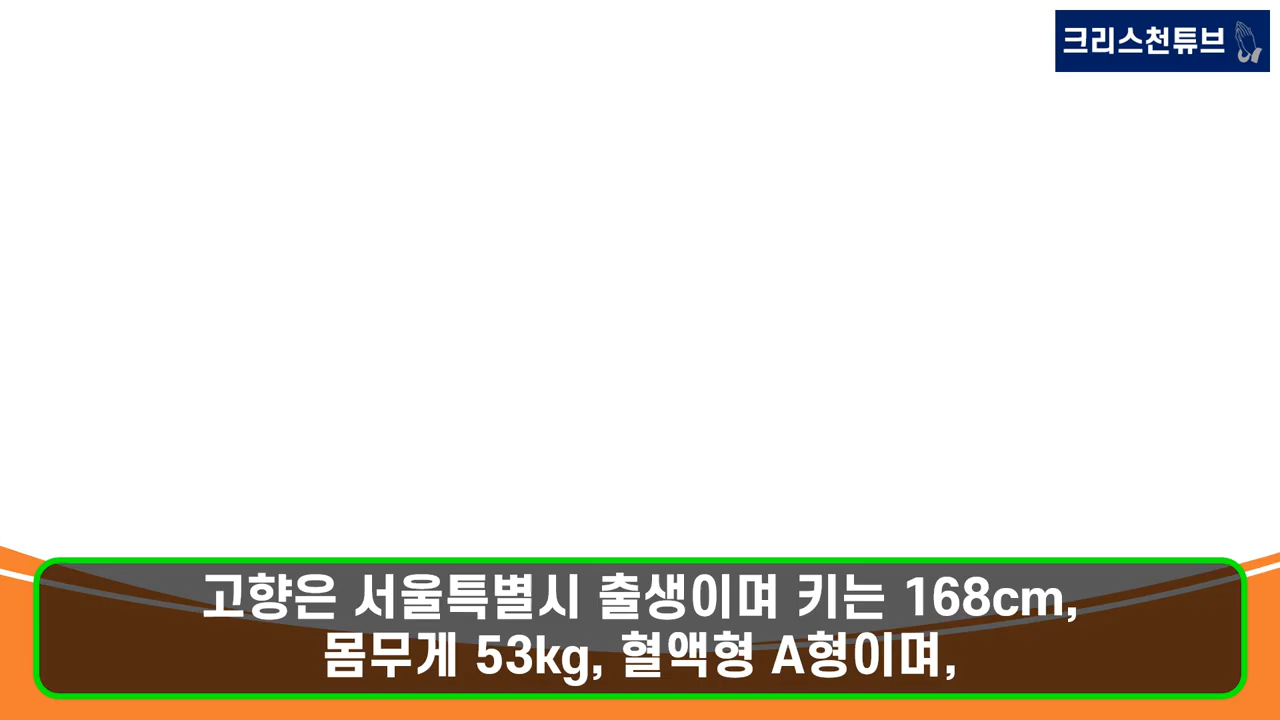 크리스천튜브
고향은 서울특별시 출생이며 키는 168cm,
몸무게 53kg, 혈액형 A형이며,